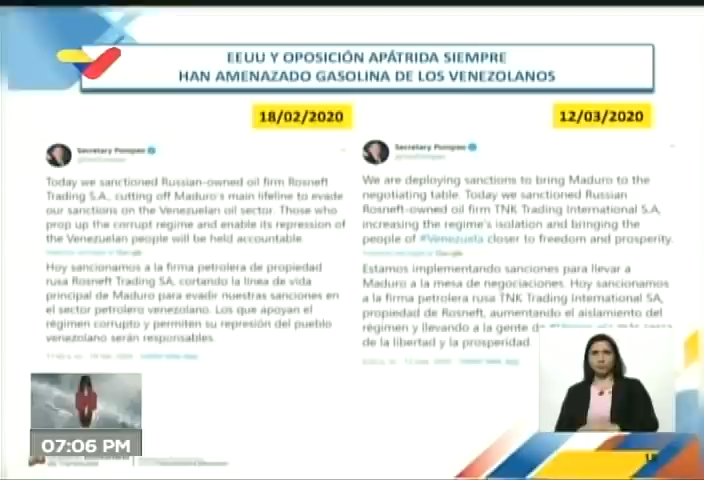 EEUU Y OPOSICIÓN APÁTRIDA SIEMPRE
HAN AMENAZADO GASOLINA DE LOS VENEZOLANOS
18/02/2020
Secretary Pompeo
Today we sanctioned Russian-owned oil firm Rosneft
Trading S.A., cutting off Maduro's main lifeline to evade
our sanctions on the Venezuelan oil sector. Those who
prop up the corrupt regime and enable its repression of
the Venezuelan people will be held accountable.
Hoy sancionamos a la firma petrolera de propiedad
rusa Rosneft Trading SA, cortando la línea de vida
principal de Maduro para evadir nuestras sanciones en
el sector petrolero venezolano. Los que apoyan el
régimen corrupto y permiten su represión del pueblo
venezolano serán responsables.
12/03/2020
Secretary Pompeo
We are deploying sanctions to bring Maduro to the
negotiating table. Today we sanctioned Russian
Rosneft-owned oil firm TNK Trading International S.A,
increasing the regime's isolation and bringing the
people of #Venezuela closer to freedom and prosperity.
Estamos implementando sanciones para llevar a
Maduro a la mesa de negociaciones. Hoy sancionamos
a la firma petrolera rusa TNK Trading International SA,
propiedad de Rosneft, aumentando el aislamiento del
régimen y llevando a la gente de
de la libertad y la prosperidad.
07:06 PM